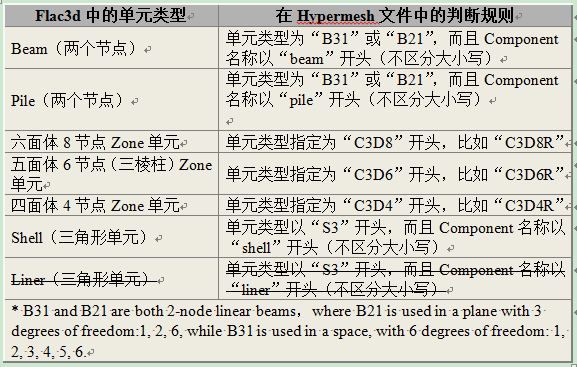 Flac3d 中的单元类型
在 Hypermesh 文件中的判断规则
Beam（两个节点）
单元类型为“B31”或“B21”，而且 Component
名称以“beam”开头（不区分大小写）
Pile（两个节点）
单元类型为“B31”或“B21”，而且 Component
名称以“pile”开头（不区分大小写）
六面体 8 节点 Zone 单元
单元类型指定为“C3D8”开头，比如“C3D8R”
五面体 6 节点（三棱柱）Zone
单元
单元类型指定为“C3D6”开头，比如“C3D6R”
四面体 4 节点 Zone 单元
单元类型指定为“C3D4”开头，比如“C3D4R”
Shell（三角形单元）
单元类型以“S3”开头，而且 Component 名称以
“shell”开头（不区分大小写）
Liner（三角形单元）
单元类型以“S3”开头，而且 Component 名称以
“liner”开头（不区分大小写）
* B31 and B21 are both 2-node linear beams，where B21 is used in a plane with 3
degrees of freedom:1, 2, 6, while B31 is used in a space, with 6 degrees of freedom: 1,
2, 3, 4, 5, 6.